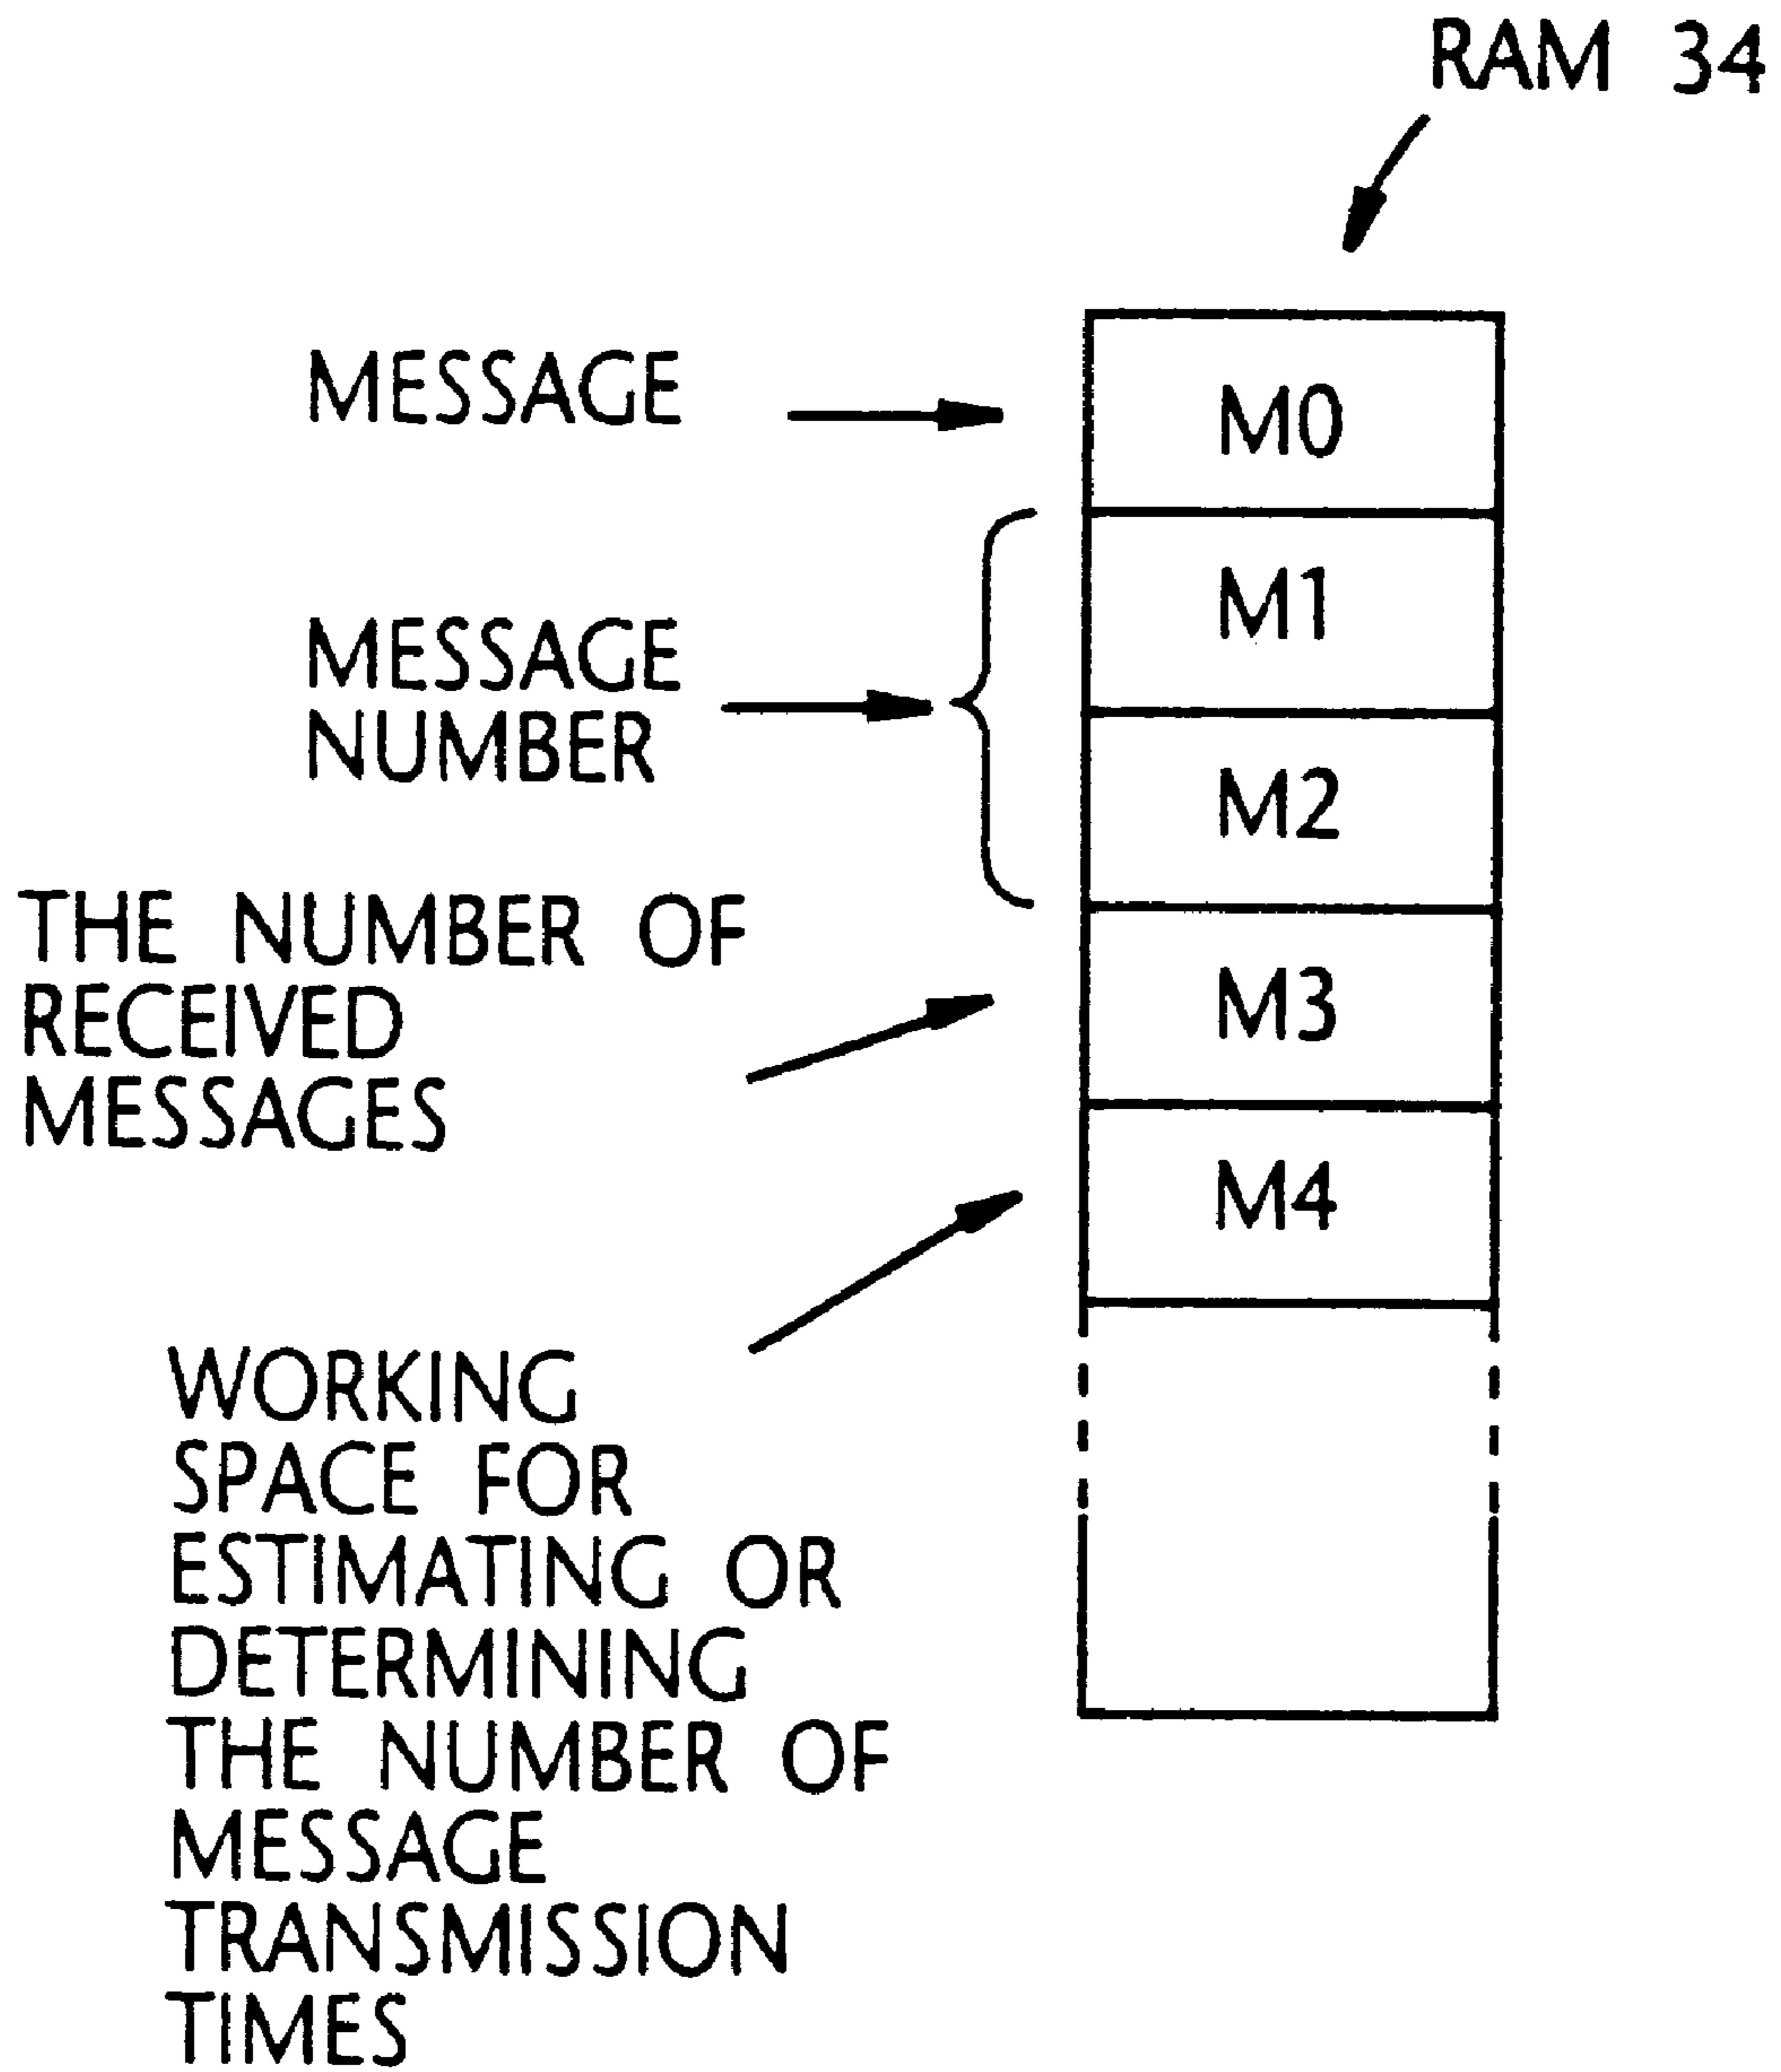 RAM 34
MESSAGE
M0
M1
MESSAGE
NUMBER
M2
THE NUMBER OF
RECEIVED
MESSAGES
M3
M4
WORKING
SPACE FOR
ESTIMATING OR
DETERMINING
THE NUMBER OF
MESSAGE
TRANSMISSION
TIMES